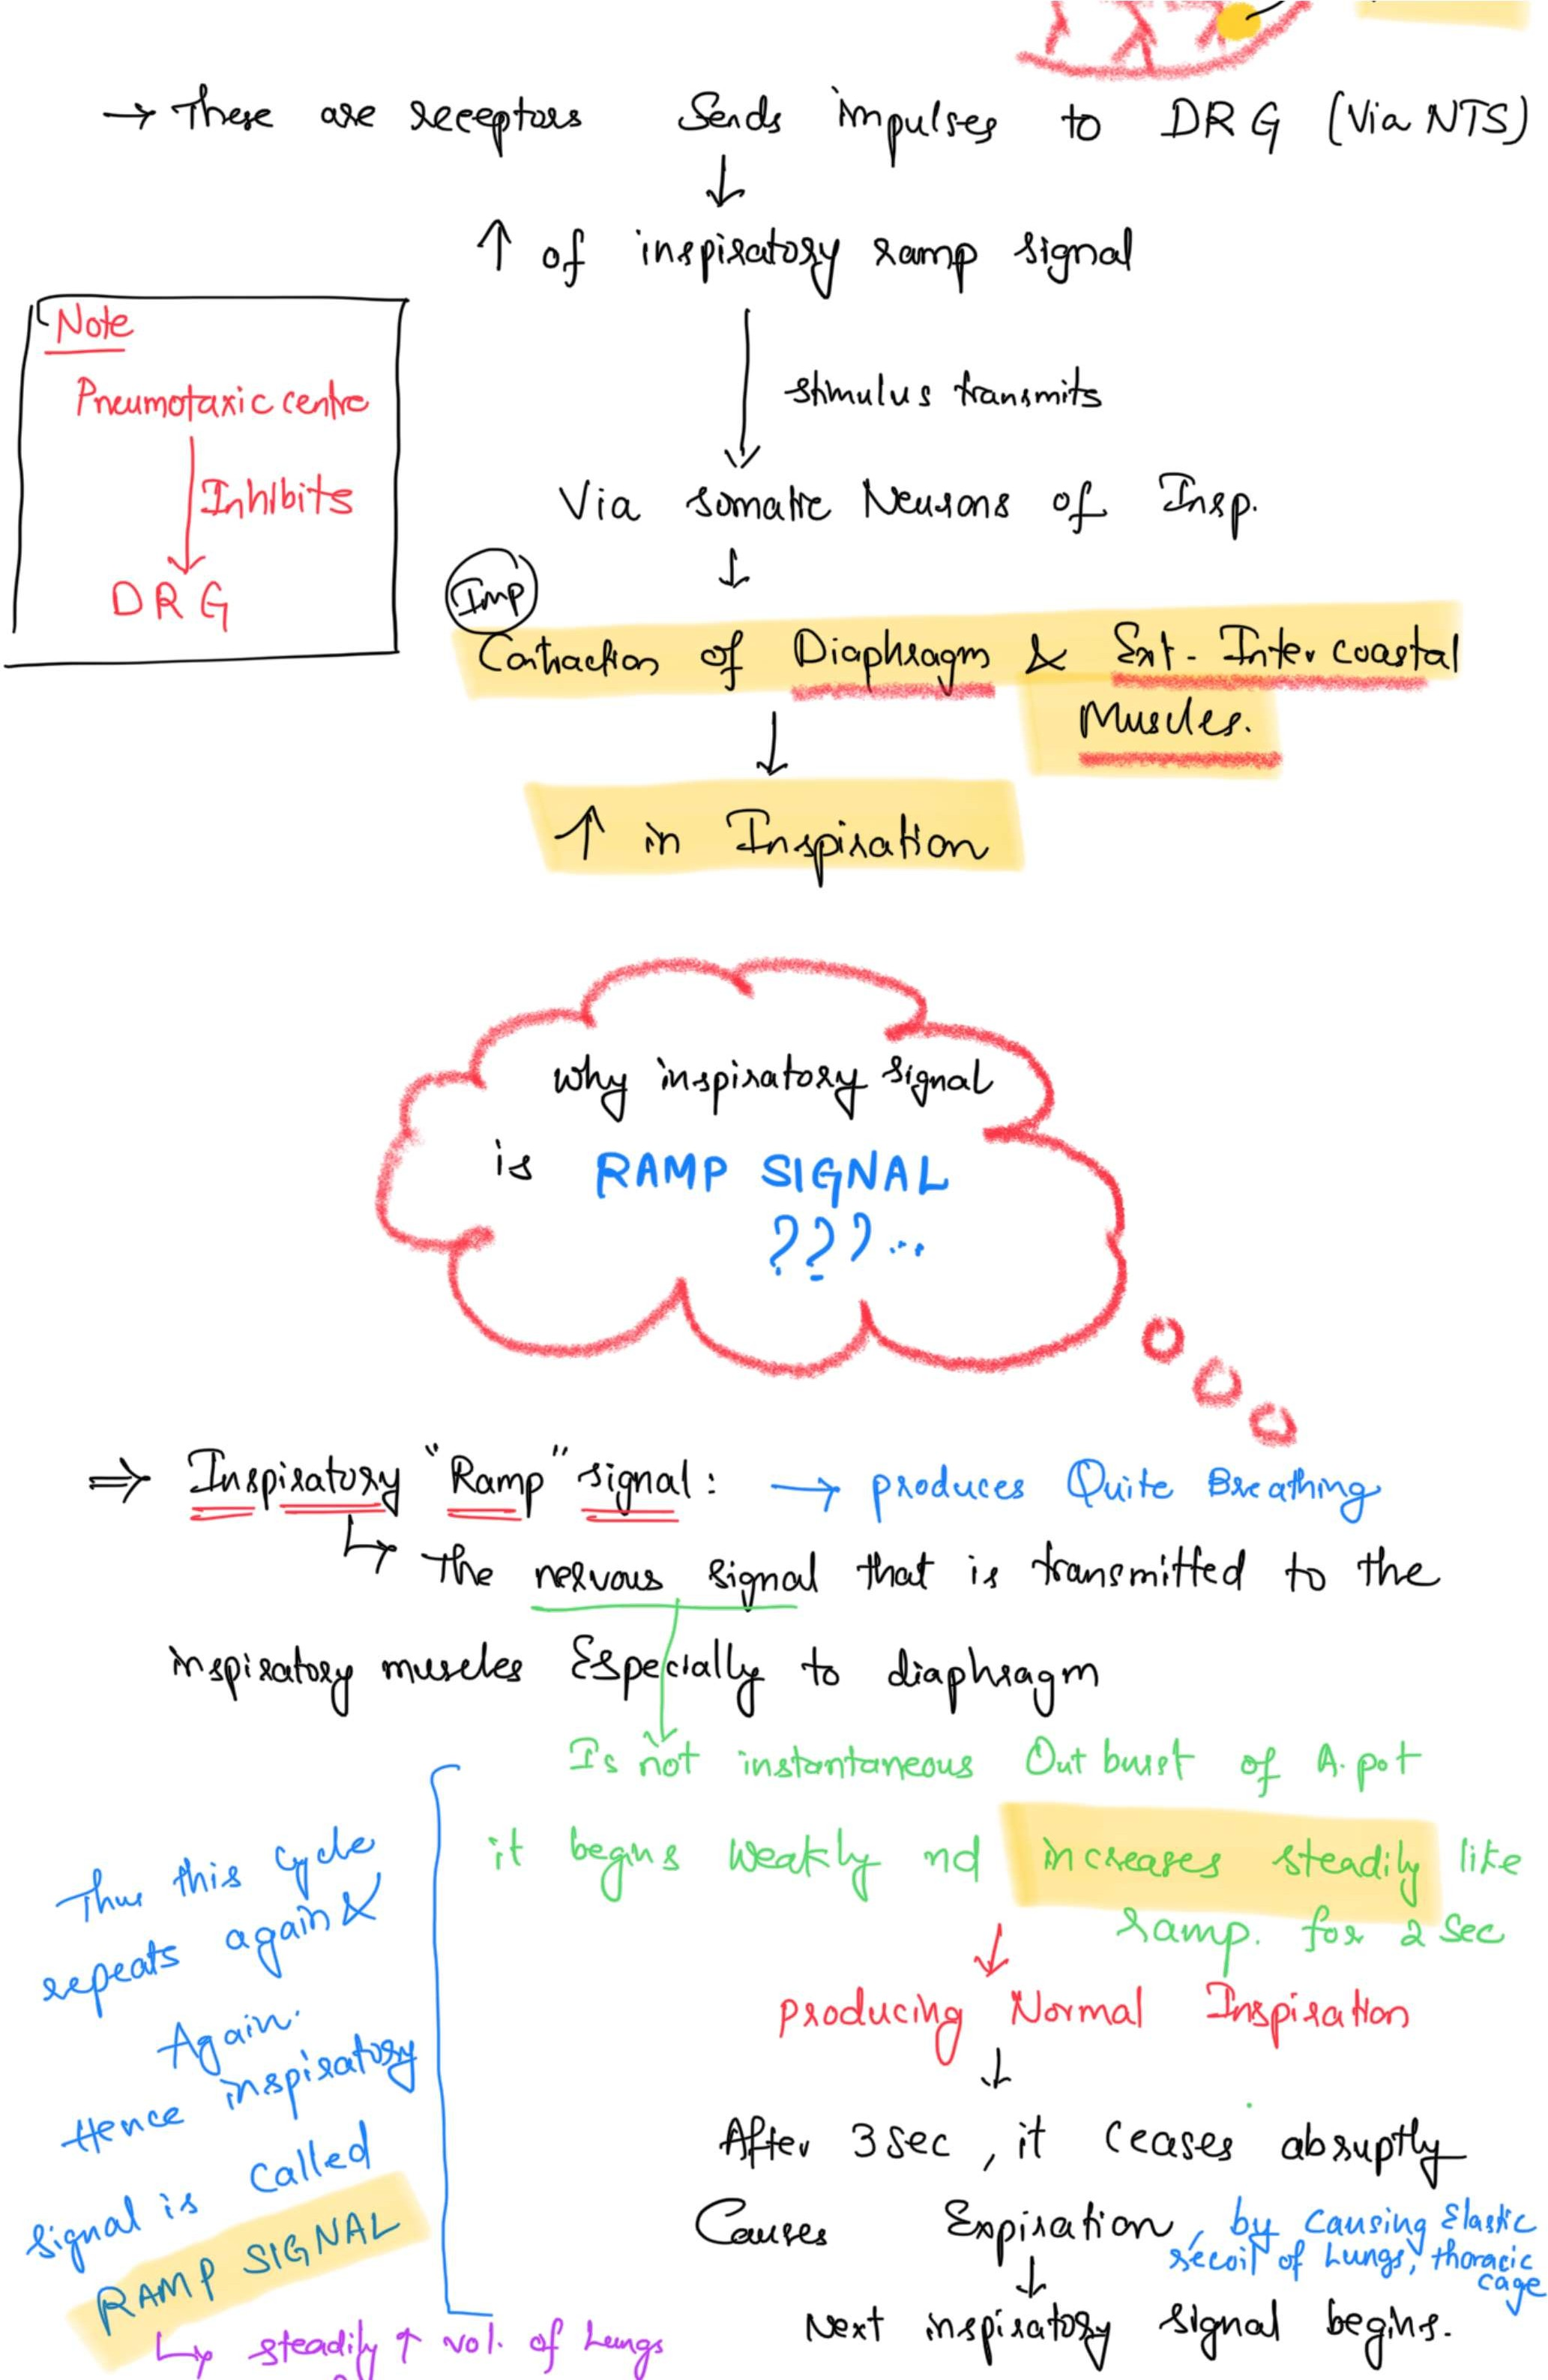 → These are receptors Sends impulses to DRG (Via NTS)
↓
↑ of inspiratory ramp signal
Note
Pneumotaxic centre
↓ Inhibits
DRG
↓ stimulus transmits
Via somatic Neurons of Insp.
↓
Imp
Contraction of Diaphragm & Ext. Inter coastal
Muscles.
↓
↑ in Inspiration
why inspiratory signal
is RAMP SIGNAL
???..
⇒ Inspiratory "Ramp" signal: → produces Quite Breathing
↳ The nervous signal that is transmitted to the
inspiratory muscles Especially to diaphragm
Is not instantaneous Out burst of A.pot
it begins weakly nd increases steadily like
ramp. for 2 sec
↓
producing Normal Inspiration
↓
After 3 sec, it ceases abruptly
Causes Expiration, by causing Elastic
recoil of Lungs, thoracic
cage
↓
Next inspiratory signal begins.
Thus this cycle
repeats again &
Again.
Hence inspiratory
signal is called
RAMP SIGNAL
↳ steadily ↑ vol. of Lungs